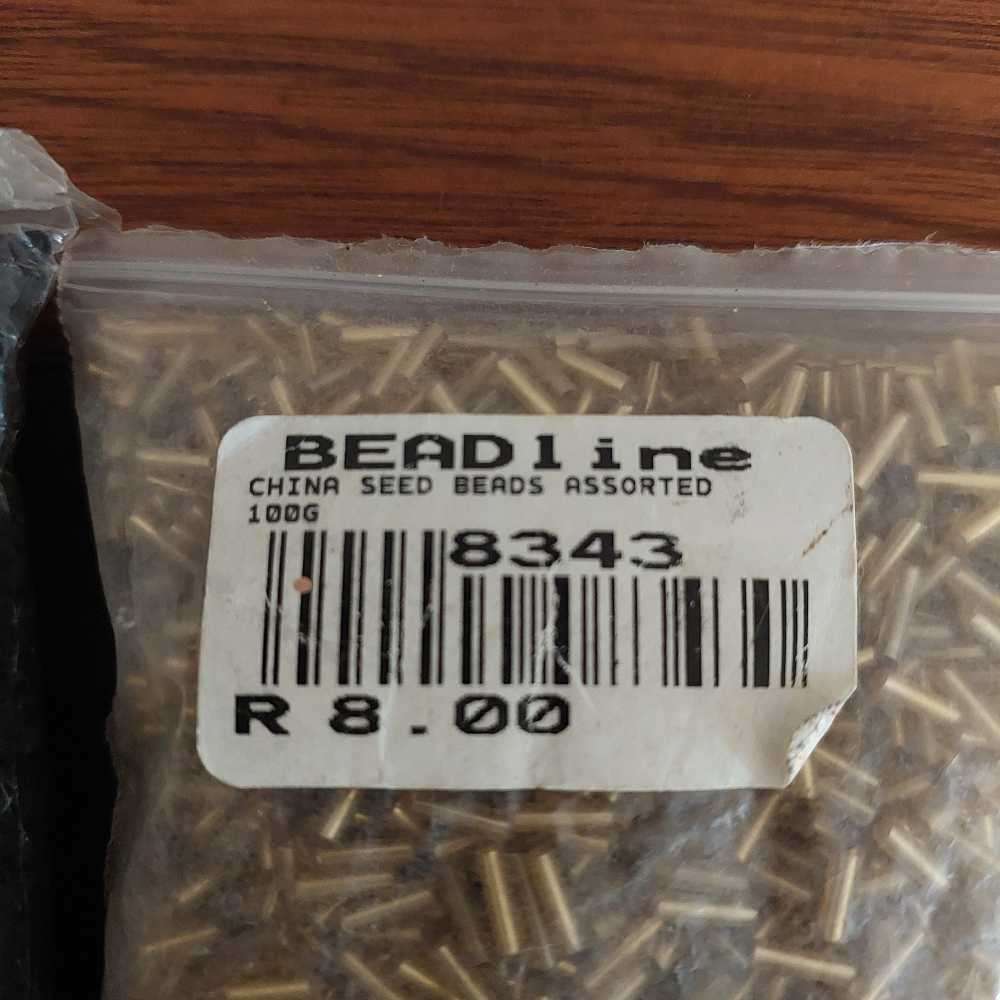 BEADline
CHINA SEED BEADS ASSORTED
100G
8343
R 8.00